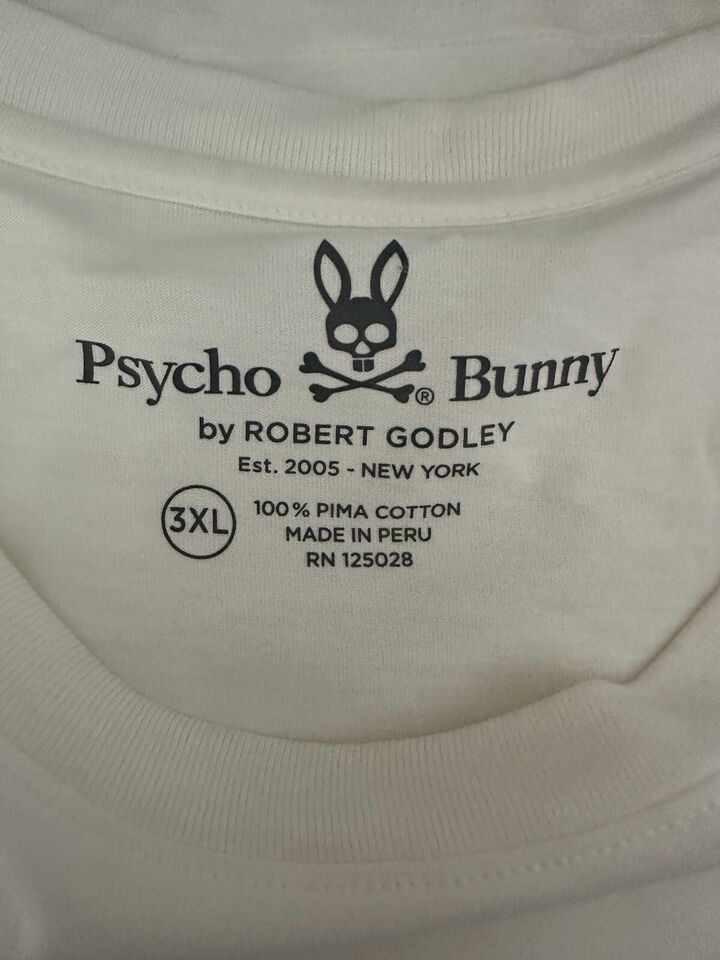 Psycho ® Bunny
by ROBERT GODLEY
Est. 2005 - NEW YORK
3XL
100% PIMA COTTON
MADE IN PERU
RN 125028